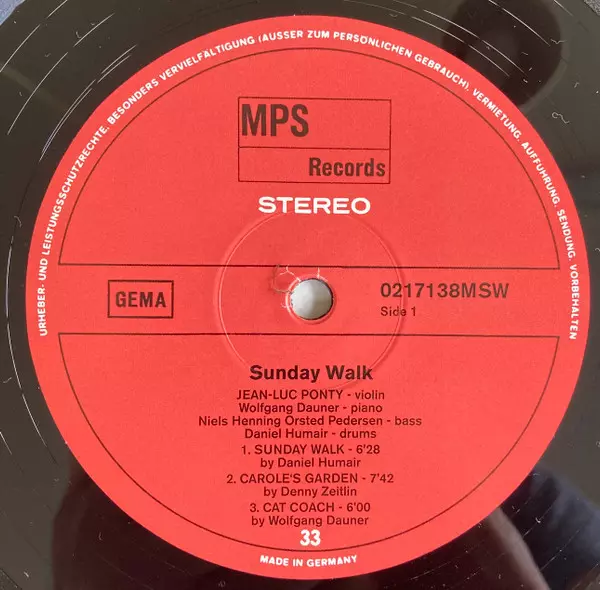 URHEBER- UND LEISTUNGSSCHUTZRECHTE, BESONDERS VERVIELFÄLTIGUNG (AUSSER ZUM PERSÖNLICHEN GEBRAUCH), VERMIETUNG, AUFFÜHRUNG, SENDUNG, VORBEHALTEN
MPS
Records
STEREO
GEMA
0217138MSW
Side 1
Sunday Walk
JEAN-LUC PONTY - violin
Wolfgang Dauner - piano
Niels Henning Orsted Pedersen - bass
Daniel Humair - drums
1. SUNDAY WALK - 6'28
by Daniel Humair
2. CAROLE'S GARDEN - 7'42
by Denny Zeitlin
3. CAT COACH - 6'00
by Wolfgang Dauner
33
MADE IN GERMANY